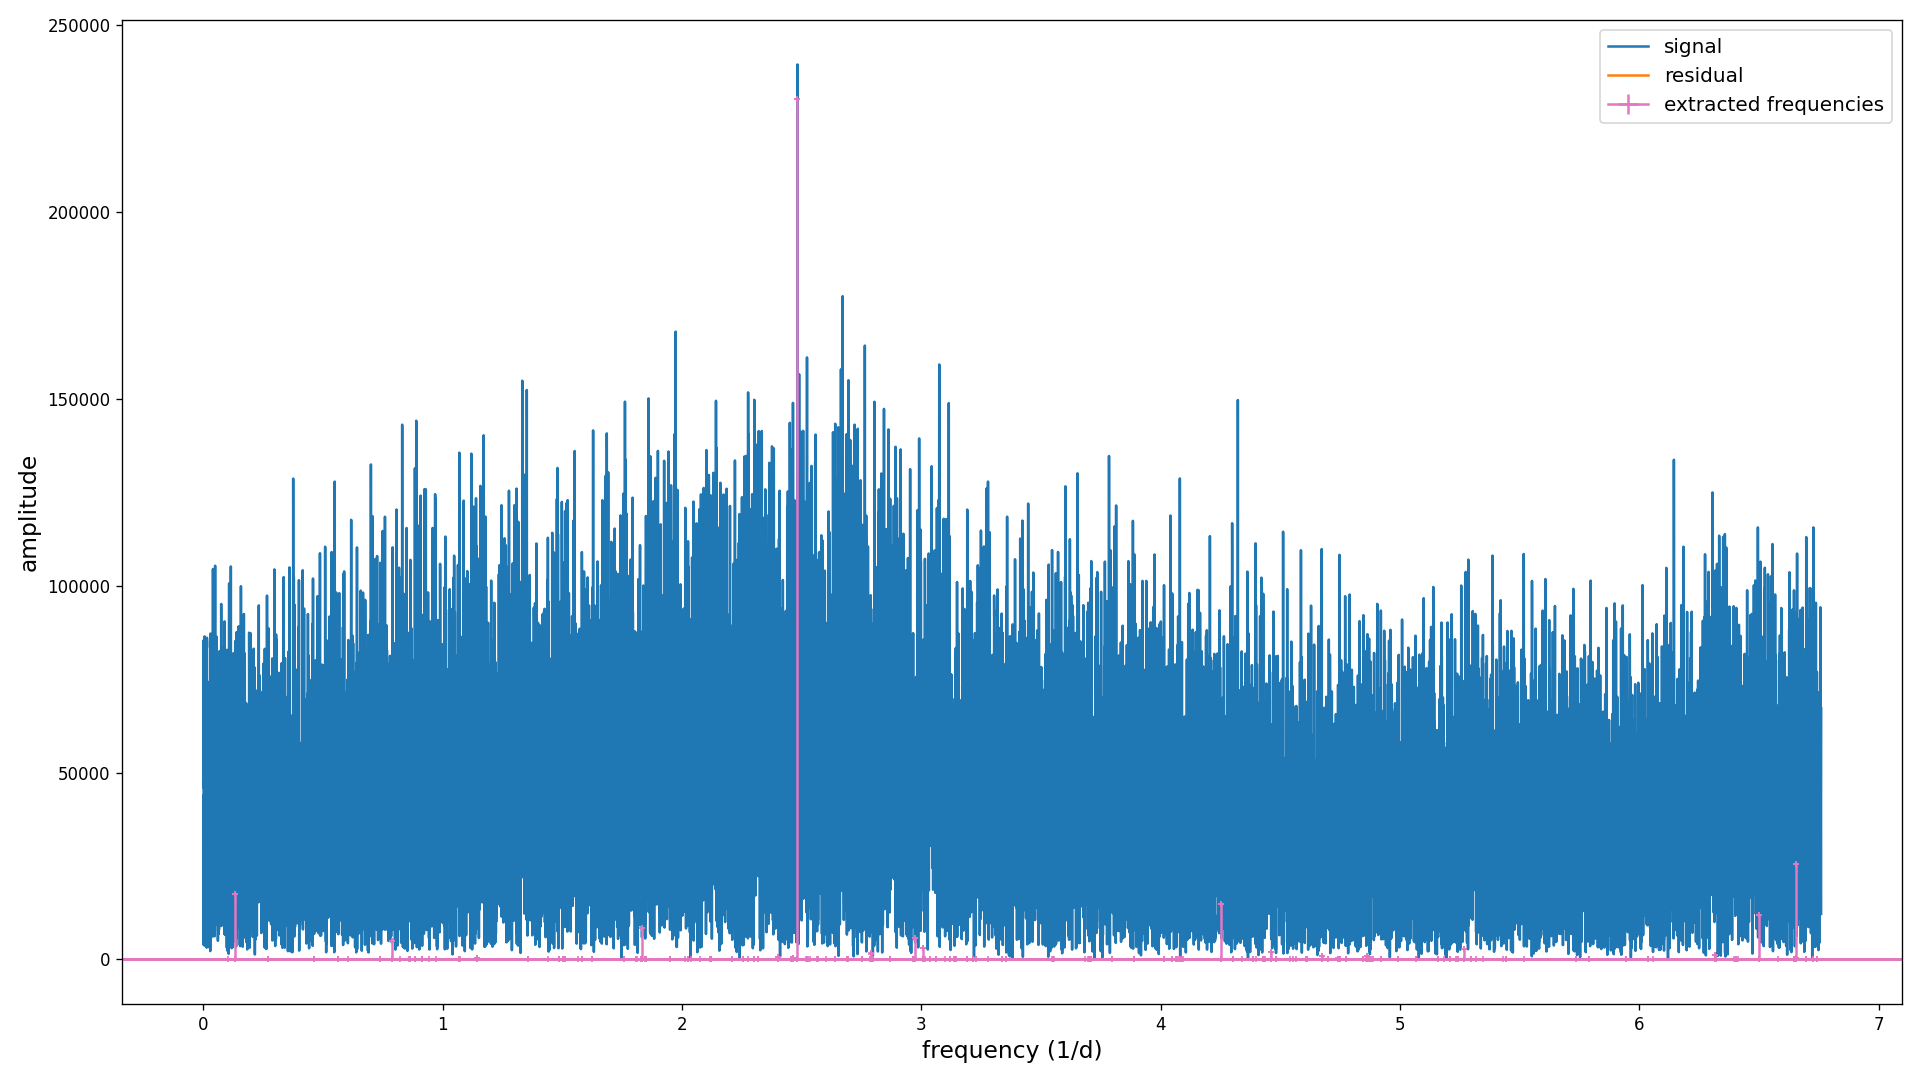 250000
200000
150000
100000
50000
0
amplitude
signal
residual
extracted frequencies
0 1 2 3 4 5 6 7
frequency (1/d)